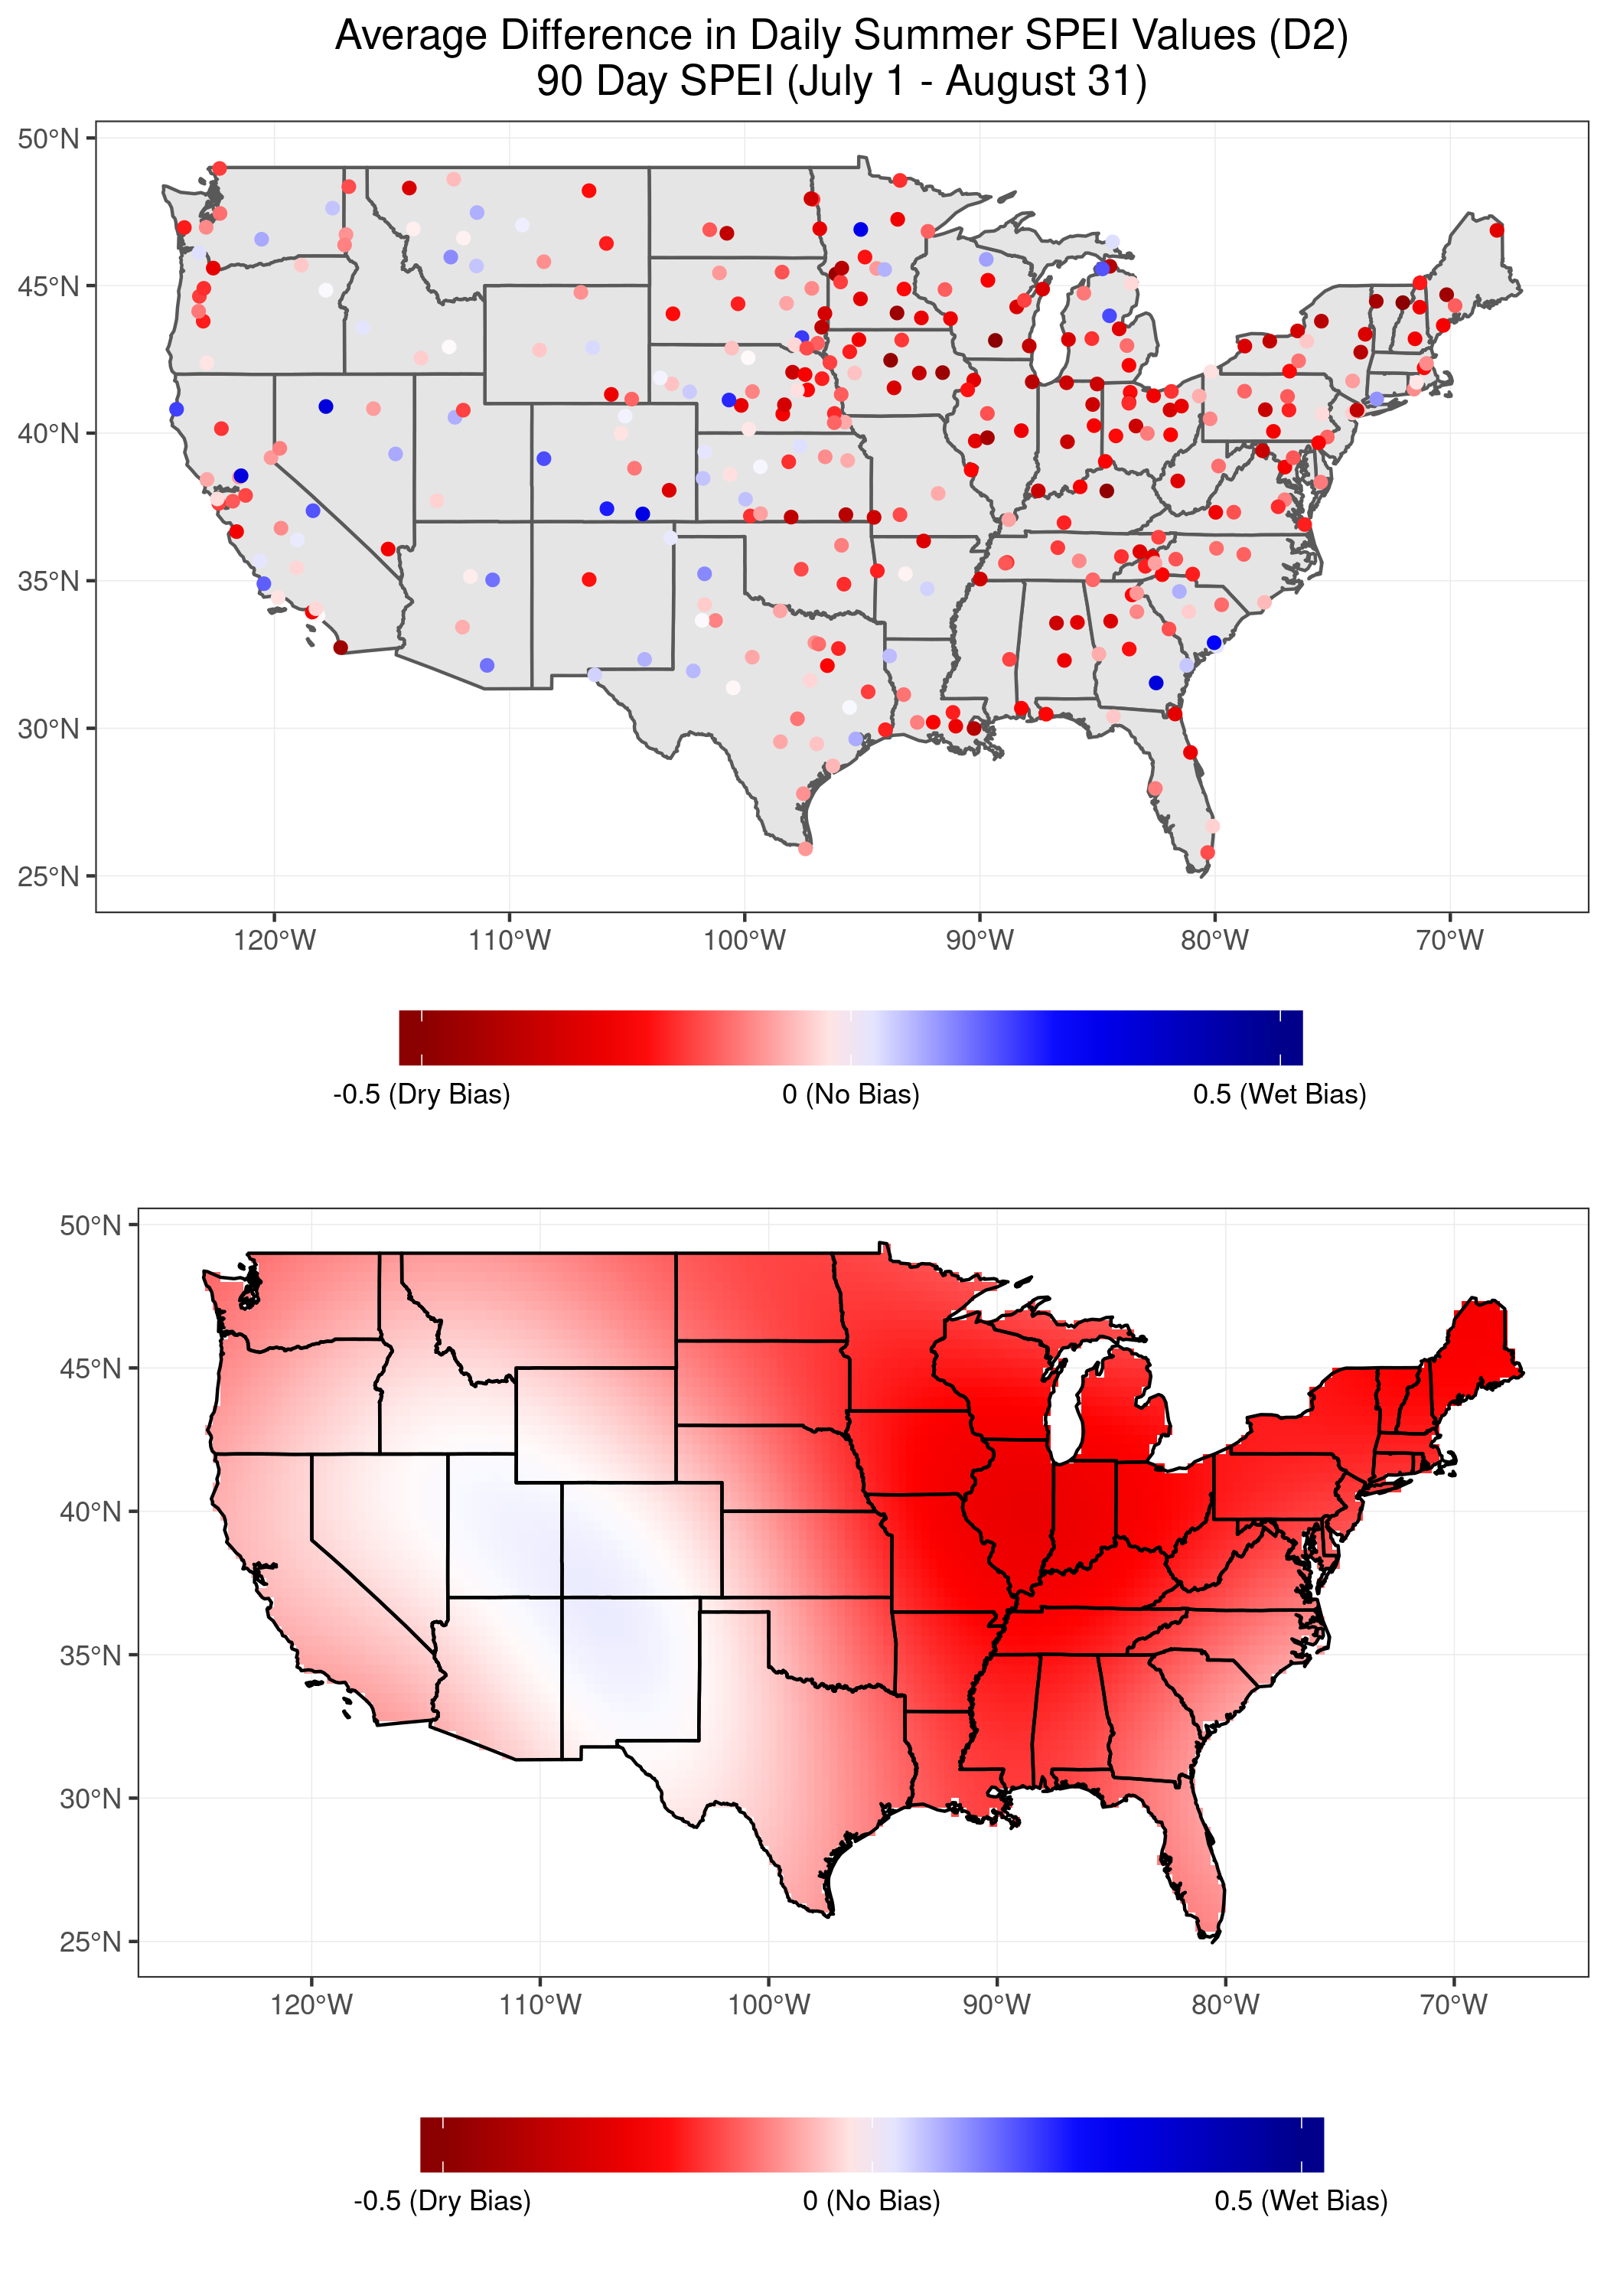 Average Difference in Daily Summer SPEI Values (D2)
90 Day SPEI (July 1 - August 31)
50°N
45°N
40°N
35°N
30°N
25°N
120°W 110°W 100°W 90°W 80°W 70°W
-0.5 (Dry Bias) 0 (No Bias) 0.5 (Wet Bias)
50°N
45°N
40°N
35°N
30°N
25°N
120°W 110°W 100°W 90°W 80°W 70°W
-0.5 (Dry Bias) 0 (No Bias) 0.5 (Wet Bias)